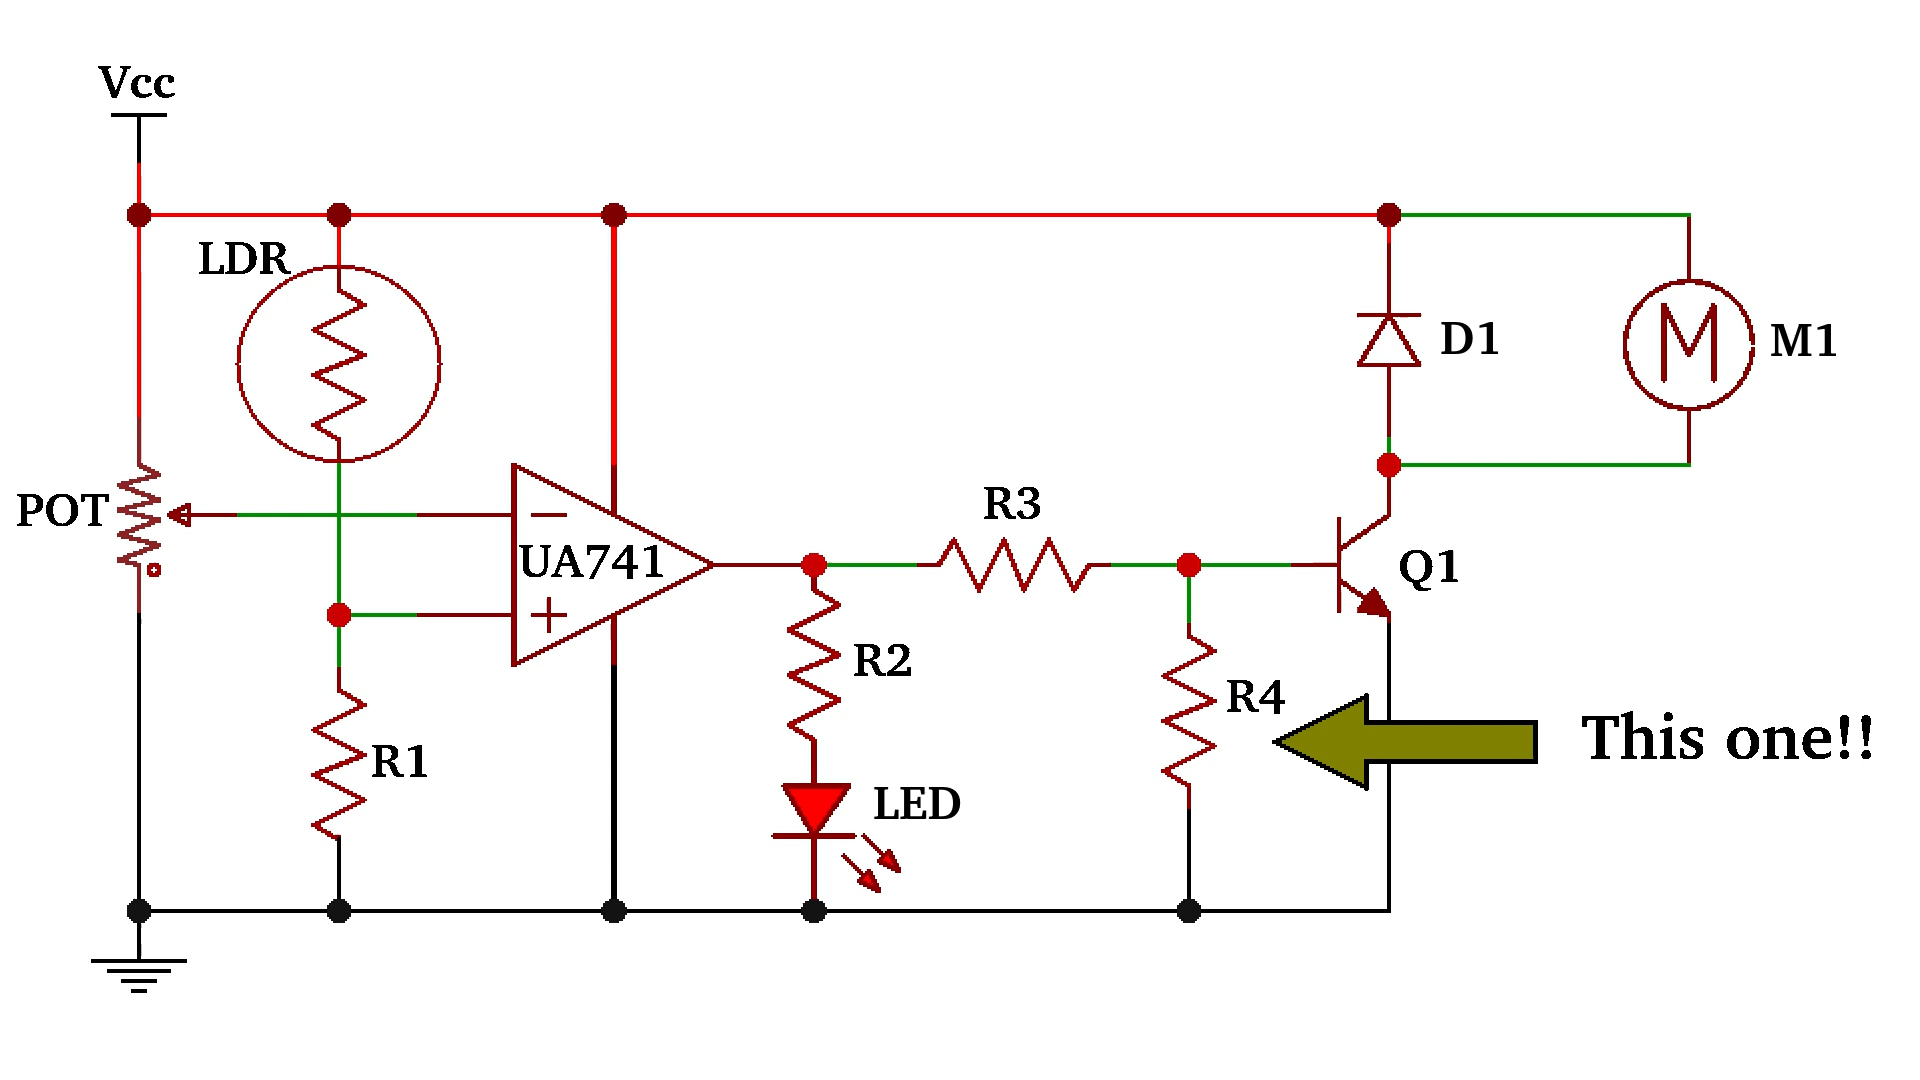 Vcc
LDR
D1
M1
POT
R3
UA741
Q1
R2
R4
This one!!
R1
LED